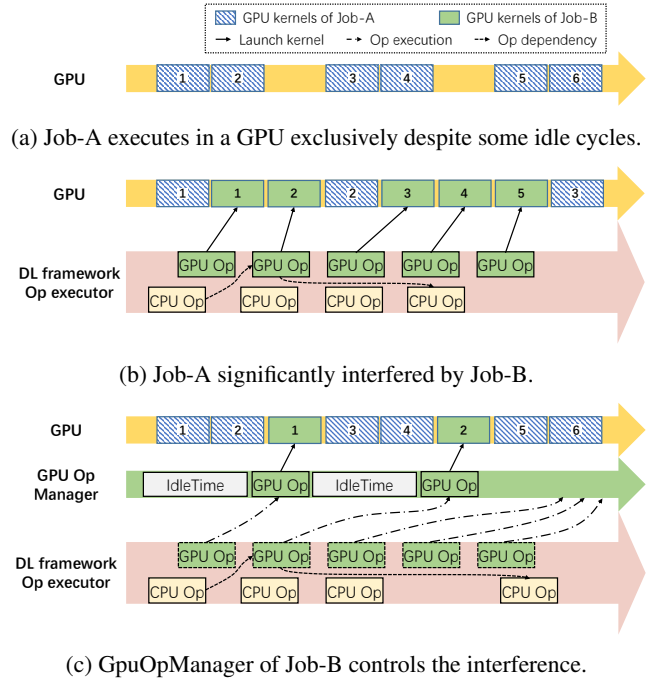 GPU kernels of Job-A GPU kernels of Job-B
Launch kernel Op execution Op dependency
GPU 1 2 3 4 5 6
(a) Job-A executes in a GPU exclusively despite some idle cycles.
GPU 1 1 2 2 3 4 5 3
GPU Op GPU Op GPU Op GPU Op GPU Op
DL framework
Op executor
CPU Op CPU Op CPU Op CPU Op
(b) Job-A significantly interfered by Job-B.
GPU 1 2 1 3 4 2 5 6
GPU Op
Manager
IdleTime GPU Op IdleTime GPU Op
GPU Op GPU Op GPU Op GPU Op GPU Op
DL framework
Op executor
CPU Op CPU Op CPU Op CPU Op
(c) GpuOpManager of Job-B controls the interference.